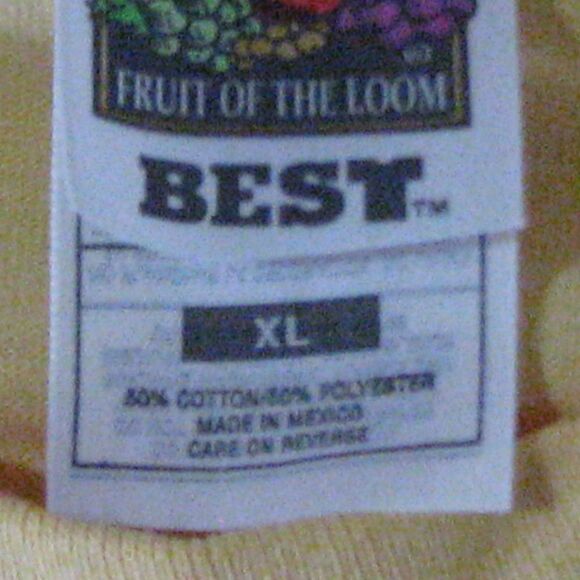 FRUIT OF THE LOOM
BEST™
XL
50% COTTON/50% POLYESTER
MADE IN MEXICO
CARE ON REVERSE